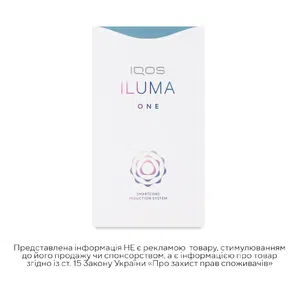 IQOS
ILUMA
ONE
SMARTCORE
INDUCTION SYSTEM
Представлена інформація НЕ є рекламою товару, стимулюванням
до його продажу чи спонсорством, а є інформацією про товар
згідно із ст. 15 Закону України «Про захист прав споживачів»